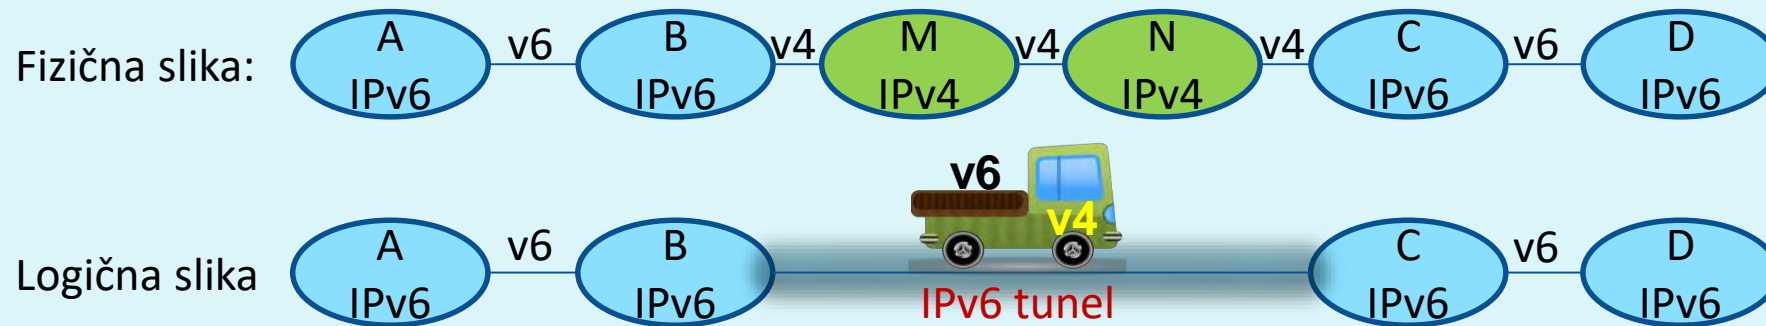 A v6 B v4 M v4 N v4 C v6 D
Fizična slika:
IPv6 IPv6 IPv4 IPv4 IPv6 IPv6
v6
v4
A v6 B C v6 D
Logična slika
IPv6 IPv6 IPv6 tunel IPv6 IPv6